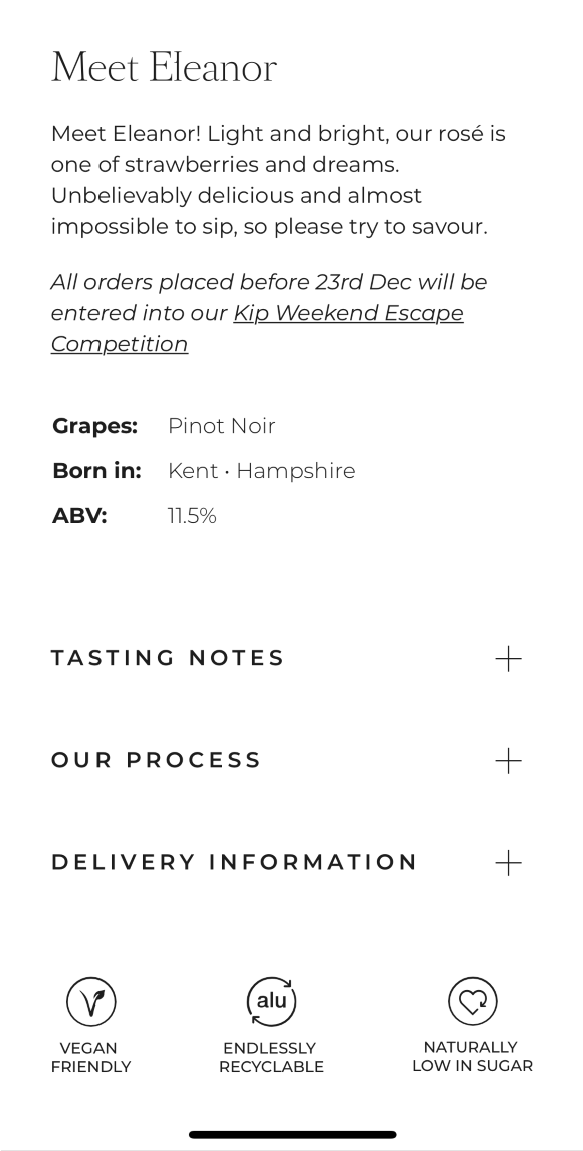 Meet Eleanor
Meet Eleanor! Light and bright, our rosé is
one of strawberries and dreams.
Unbelievably delicious and almost
impossible to sip, so please try to savour.
All orders placed before 23rd Dec will be
entered into our Kip Weekend Escape
Competition
Grapes: Pinot Noir
Born in: Kent • Hampshire
ABV: 11.5%
TASTING NOTES
OUR PROCESS
DELIVERY INFORMATION
alu
VEGAN
FRIENDLY
ENDLESSLY
RECYCLABLE
NATURALLY
LOW IN SUGAR